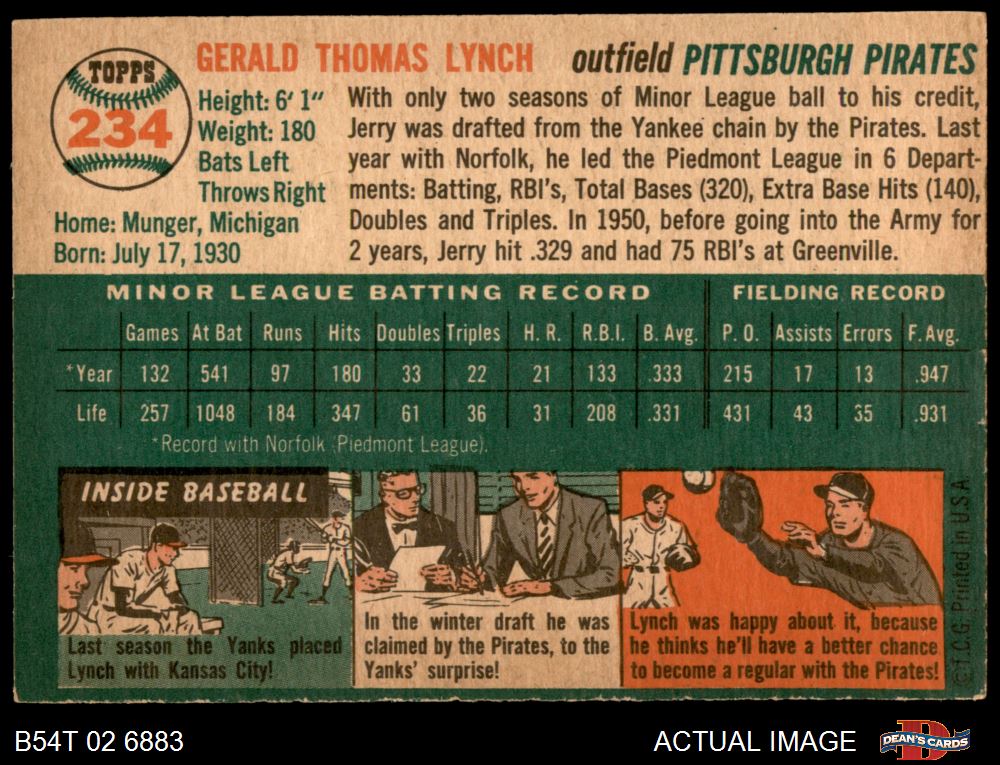 TOPPS
234
GERALD THOMAS LYNCH outfield PITTSBURGH PIRATES
Height: 6' 1"
Weight: 180
Bats Left
Throws Right
Home: Munger, Michigan
Born: July 17, 1930
With only two seasons of Minor League ball to his credit,
Jerry was drafted from the Yankee chain by the Pirates. Last
year with Norfolk, he led the Piedmont League in 6 Depart-
ments: Batting, RBI's, Total Bases (320), Extra Base Hits (140),
Doubles and Triples. In 1950, before going into the Army for
2 years, Jerry hit .329 and had 75 RBI's at Greenville.
MINOR LEAGUE BATTING RECORD FIELDING RECORD
Games At Bat Runs Hits Doubles Triples H. R. R.B.I. B. Avg. P. O. Assists Errors F. Avg.
*Year 132 541 97 180 33 22 21 133 .333 215 17 13 .947
Life 257 1048 184 347 61 36 31 208 .331 431 43 35 .931
*Record with Norfolk (Piedmont League).
INSIDE BASEBALL
Last season the Yanks placed
Lynch with Kansas City!
In the winter draft he was
claimed by the Pirates, to the
Yanks' surprise!
Lynch was happy about it, because
he thinks he'll have a better chance
to become a regular with the Pirates!
© T.C.G. Printed in U.S.A.
B54T 02 6883
ACTUAL IMAGE
DEAN'S CARDS